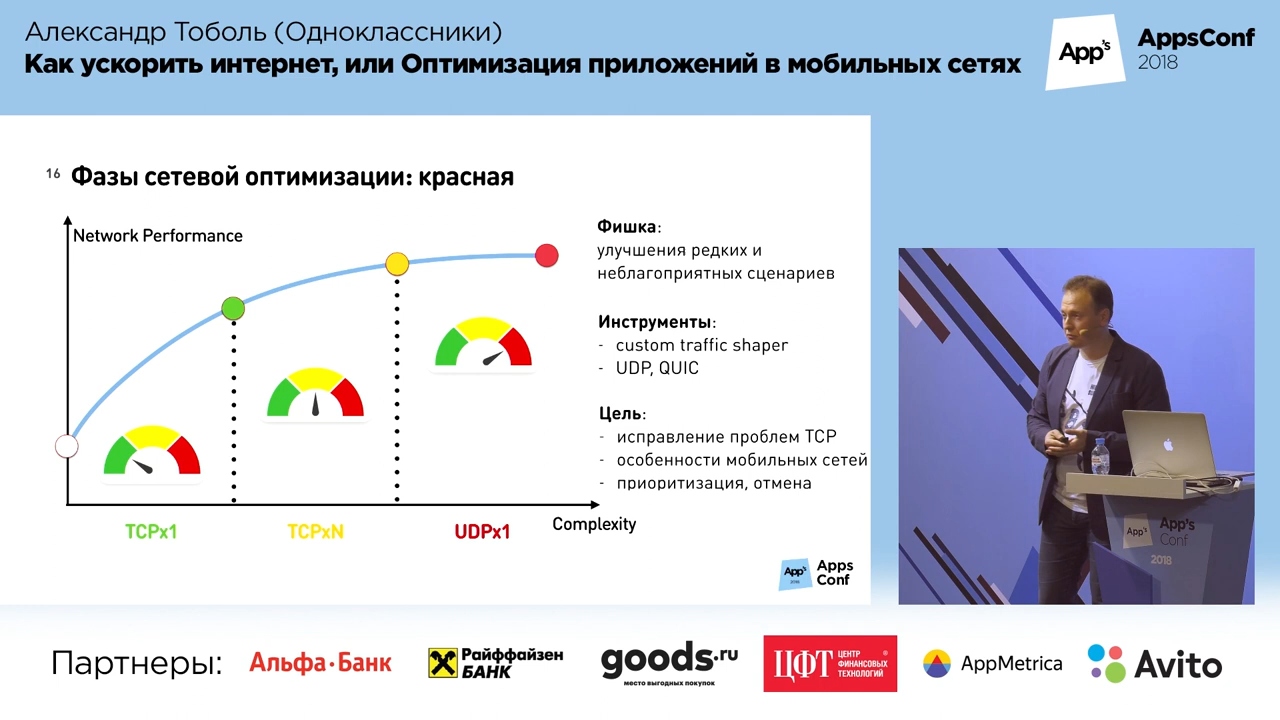 Александр Тоболь (Одноклассники)
Как ускорить интернет, или Оптимизация приложений в мобильных сетях
App's
AppsConf
2018
16 Фазы сетевой оптимизации: красная
Network Performance
Фишка:
улучшения редких и
неблагоприятных сценариев
Инструменты:
- custom traffic shaper
- UDP, QUIC
Цель:
- исправление проблем TCP
- особенности мобильных сетей
- приоритизация, отмена
TCPx1
TCPxN
UDPx1
Complexity
App's
2018
Apps
Conf
App's
App's
Conf
2018
Партнеры:
Альфа·Банк
Райффайзен
БАНК
goods.ru
место выгодных покупок
ЦФТ
ЦЕНТР
ФИНАНСОВЫХ
ТЕХНОЛОГИЙ
®
AppMetrica
Avito